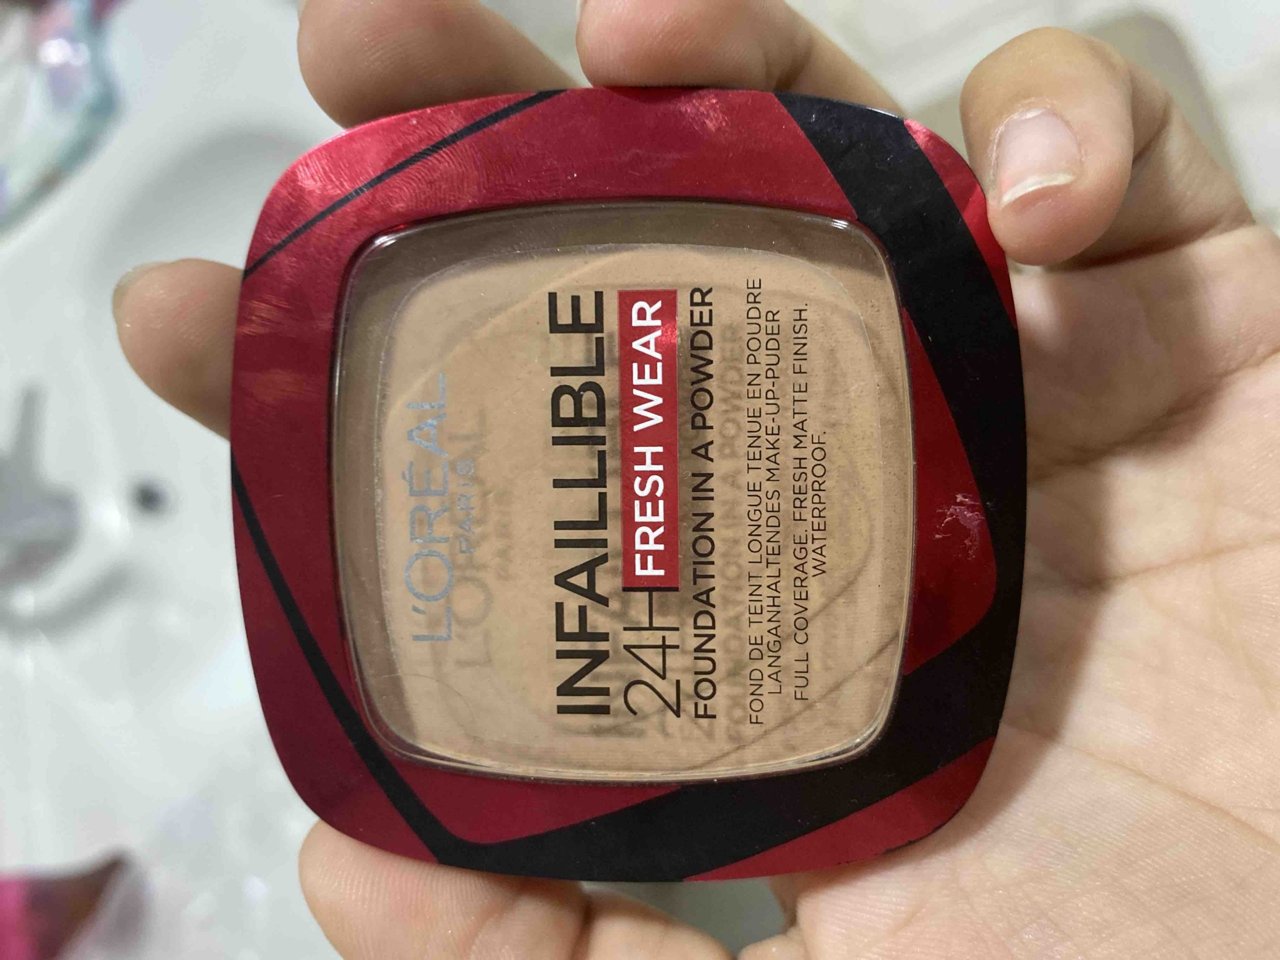 L'ORÉAL
PARIS
INFAILLIBLE
24H FRESH WEAR
FOUNDATION IN A POWDER
FOND DE TEINT LONGUE TENUE EN POUDRE
LANGANHALTENDES MAKE-UP-PUDER
FULL COVERAGE. FRESH MATTE FINISH.
WATERPROOF.